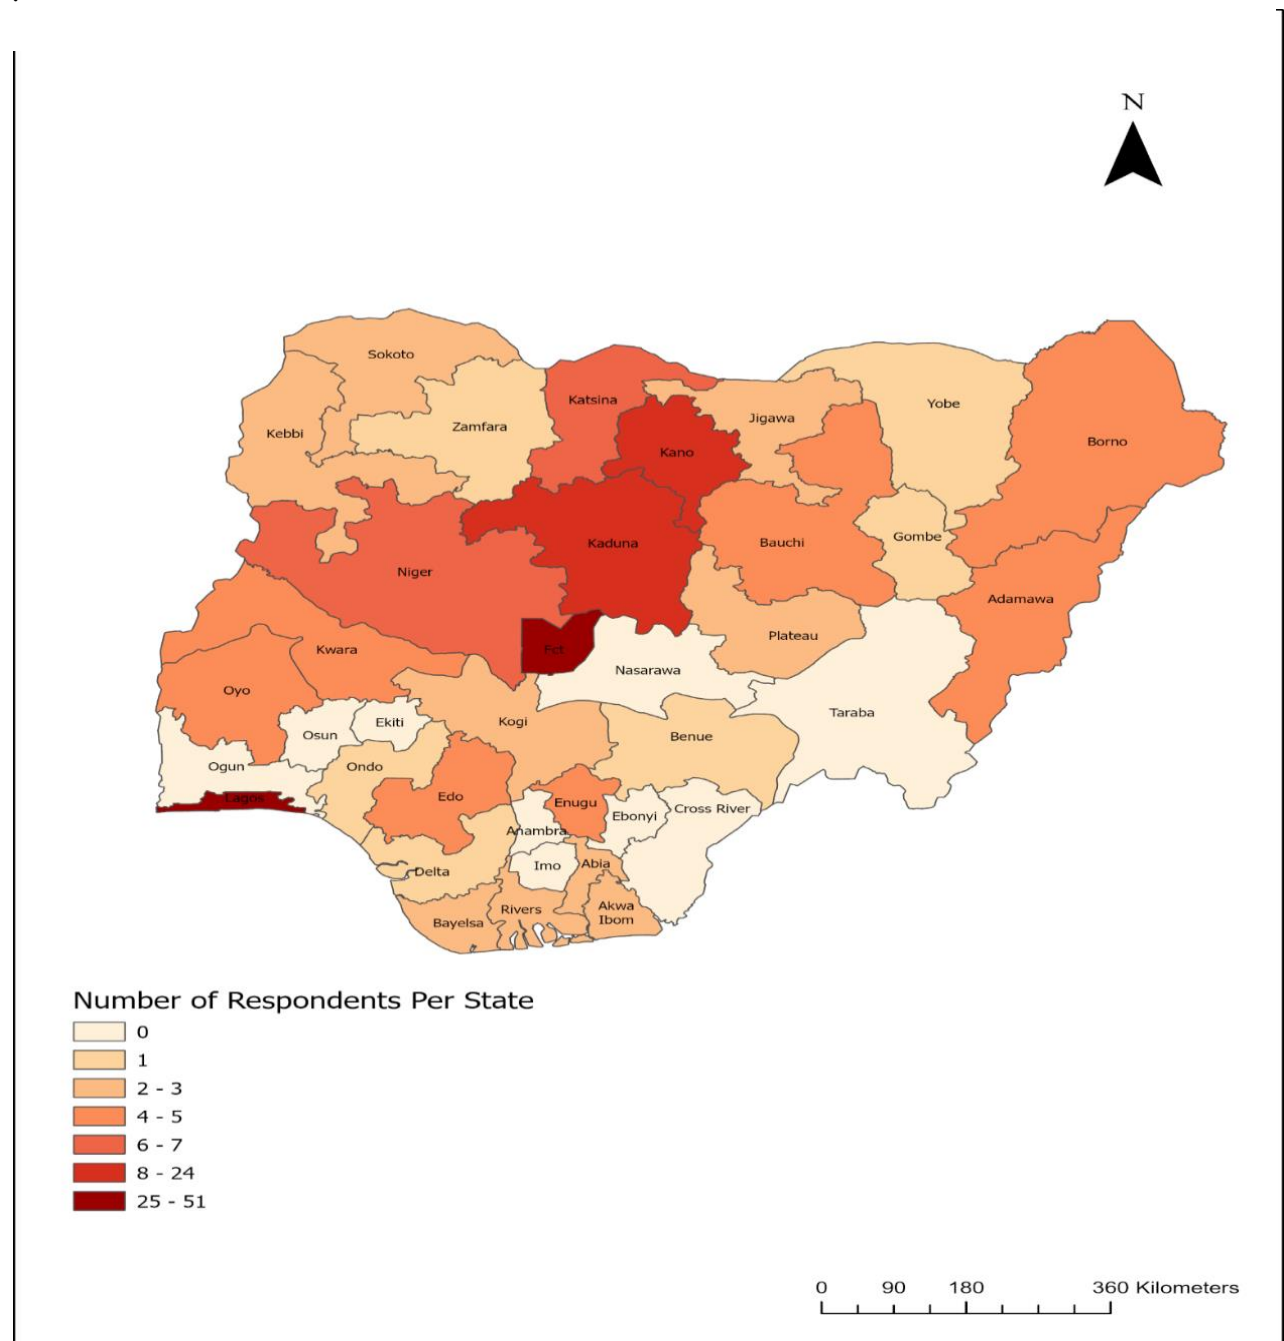 N
Sokoto
Katsina
Kebbi
Zamfara
Kano
Jigawa
Yobe
Borno
Kaduna
Bauchi
Gombe
Niger
Adamawa
Kwara
Fct
Plateau
Oyo
Nasarawa
Taraba
Osun
Ekiti
Kogi
Benue
Ogun
Ondo
Lagos
Edo
Enugu
Ebonyi
Cross River
Anambra
Imo
Abia
Delta
Bayelsa
Rivers
Akwa
Ibom
Number of Respondents Per State
0
1
2 - 3
4 - 5
6 - 7
8 - 24
25 - 51
0 90 180 360 Kilometers